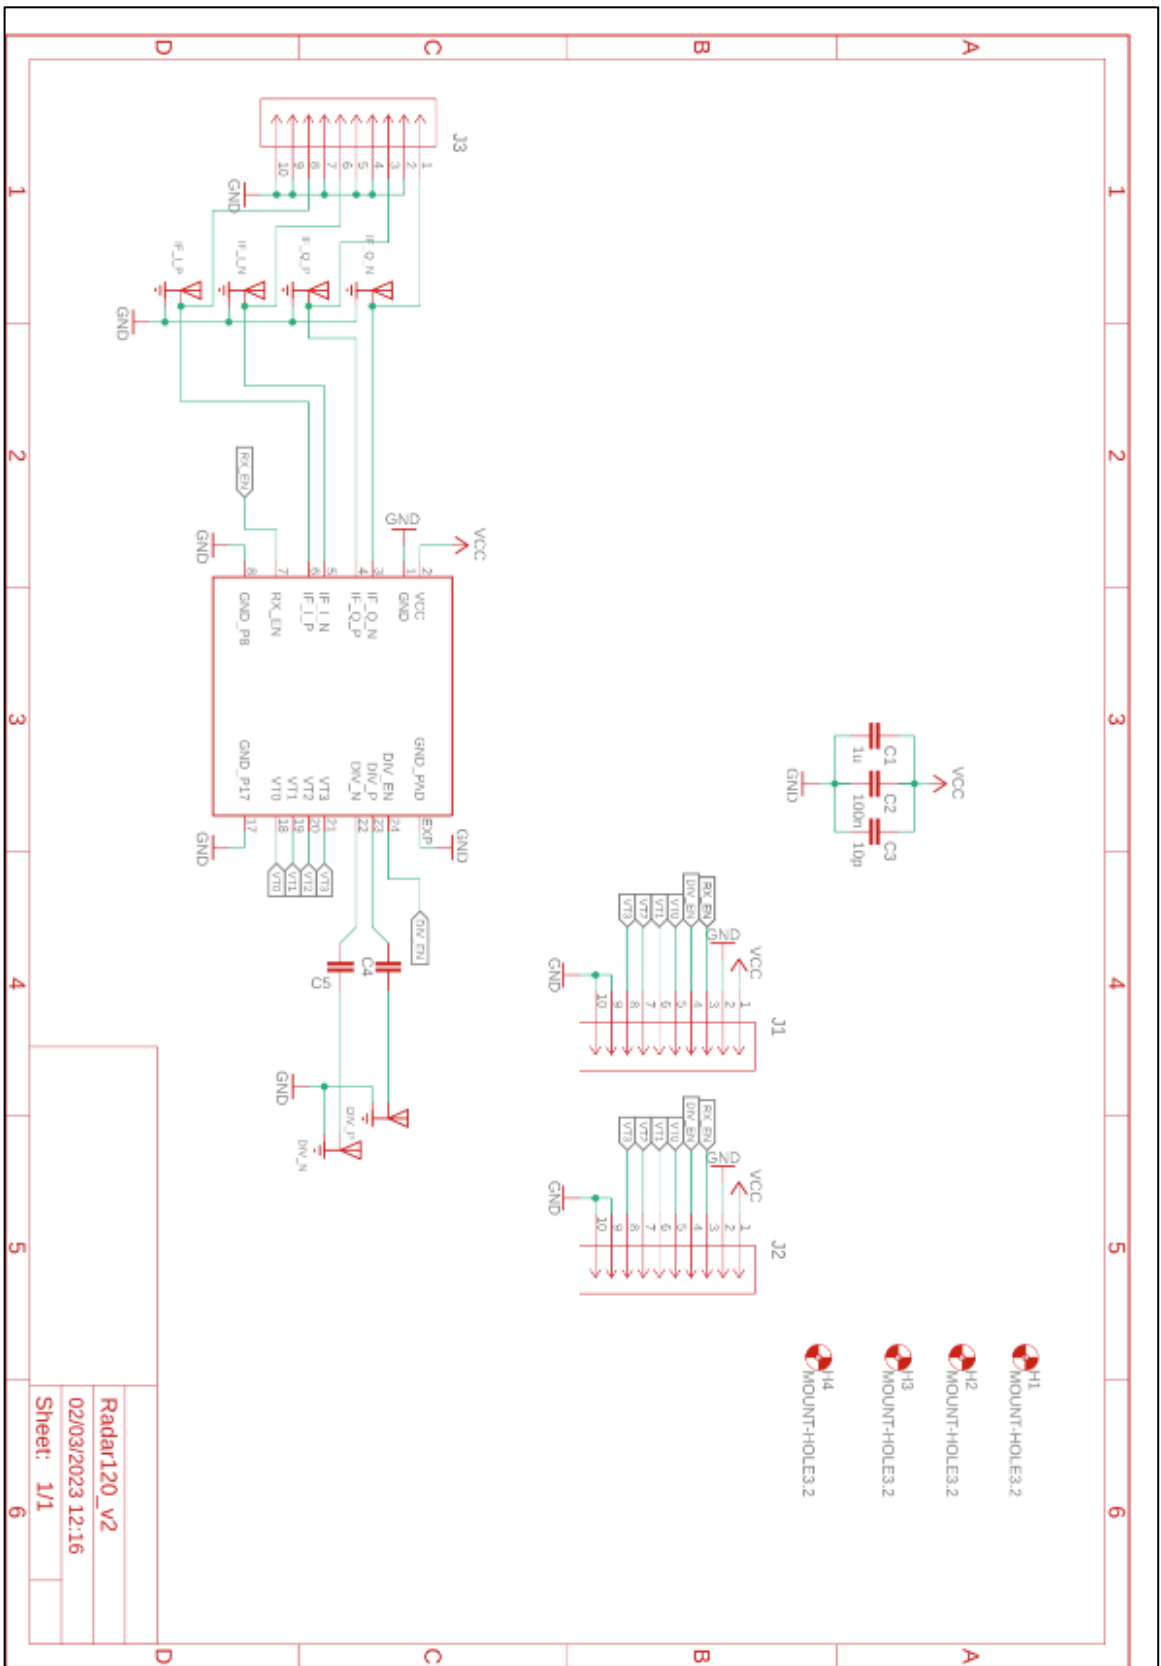 1
2
3
4
5
6
A
B
C
D
A
B
C
D
1
2
3
4
5
6
J3
1
2
3
4
5
6
7
8
9
10
GND
IF_Q_N
IF_Q_P
IF_I_N
IF_I_P
GND
RX_EN
GND
VCC
GND
2
1
3
4
5
6
7
8
VCC
GND
IF_Q_N
IF_Q_P
IF_I_N
IF_I_P
RX_EN
GND_P8
GND_PAD
DIV_EN
DIV_P
DIV_N
VT3
VT2
VT1
VT0
GND_P17
EXP
24
23
22
21
20
19
18
17
GND
GND
VT3
VT2
VT1
VT0
DIV_EN
C4
C5
GND
DIV_P
DIV_N
VCC
C1
1u
C2
100n
C3
10p
GND
RX_EN
DIV_EN
VT0
VT1
VT2
VT3
GND
VCC
GND
1
2
3
4
5
6
7
8
9
10
J1
RX_EN
DIV_EN
VT0
VT1
VT2
VT3
GND
VCC
GND
1
2
3
4
5
6
7
8
9
10
J2
H1
MOUNT-HOLE3.2
H2
MOUNT-HOLE3.2
H3
MOUNT-HOLE3.2
H4
MOUNT-HOLE3.2
Radar120_v2
02/03/2023 12:16
Sheet: 1/1